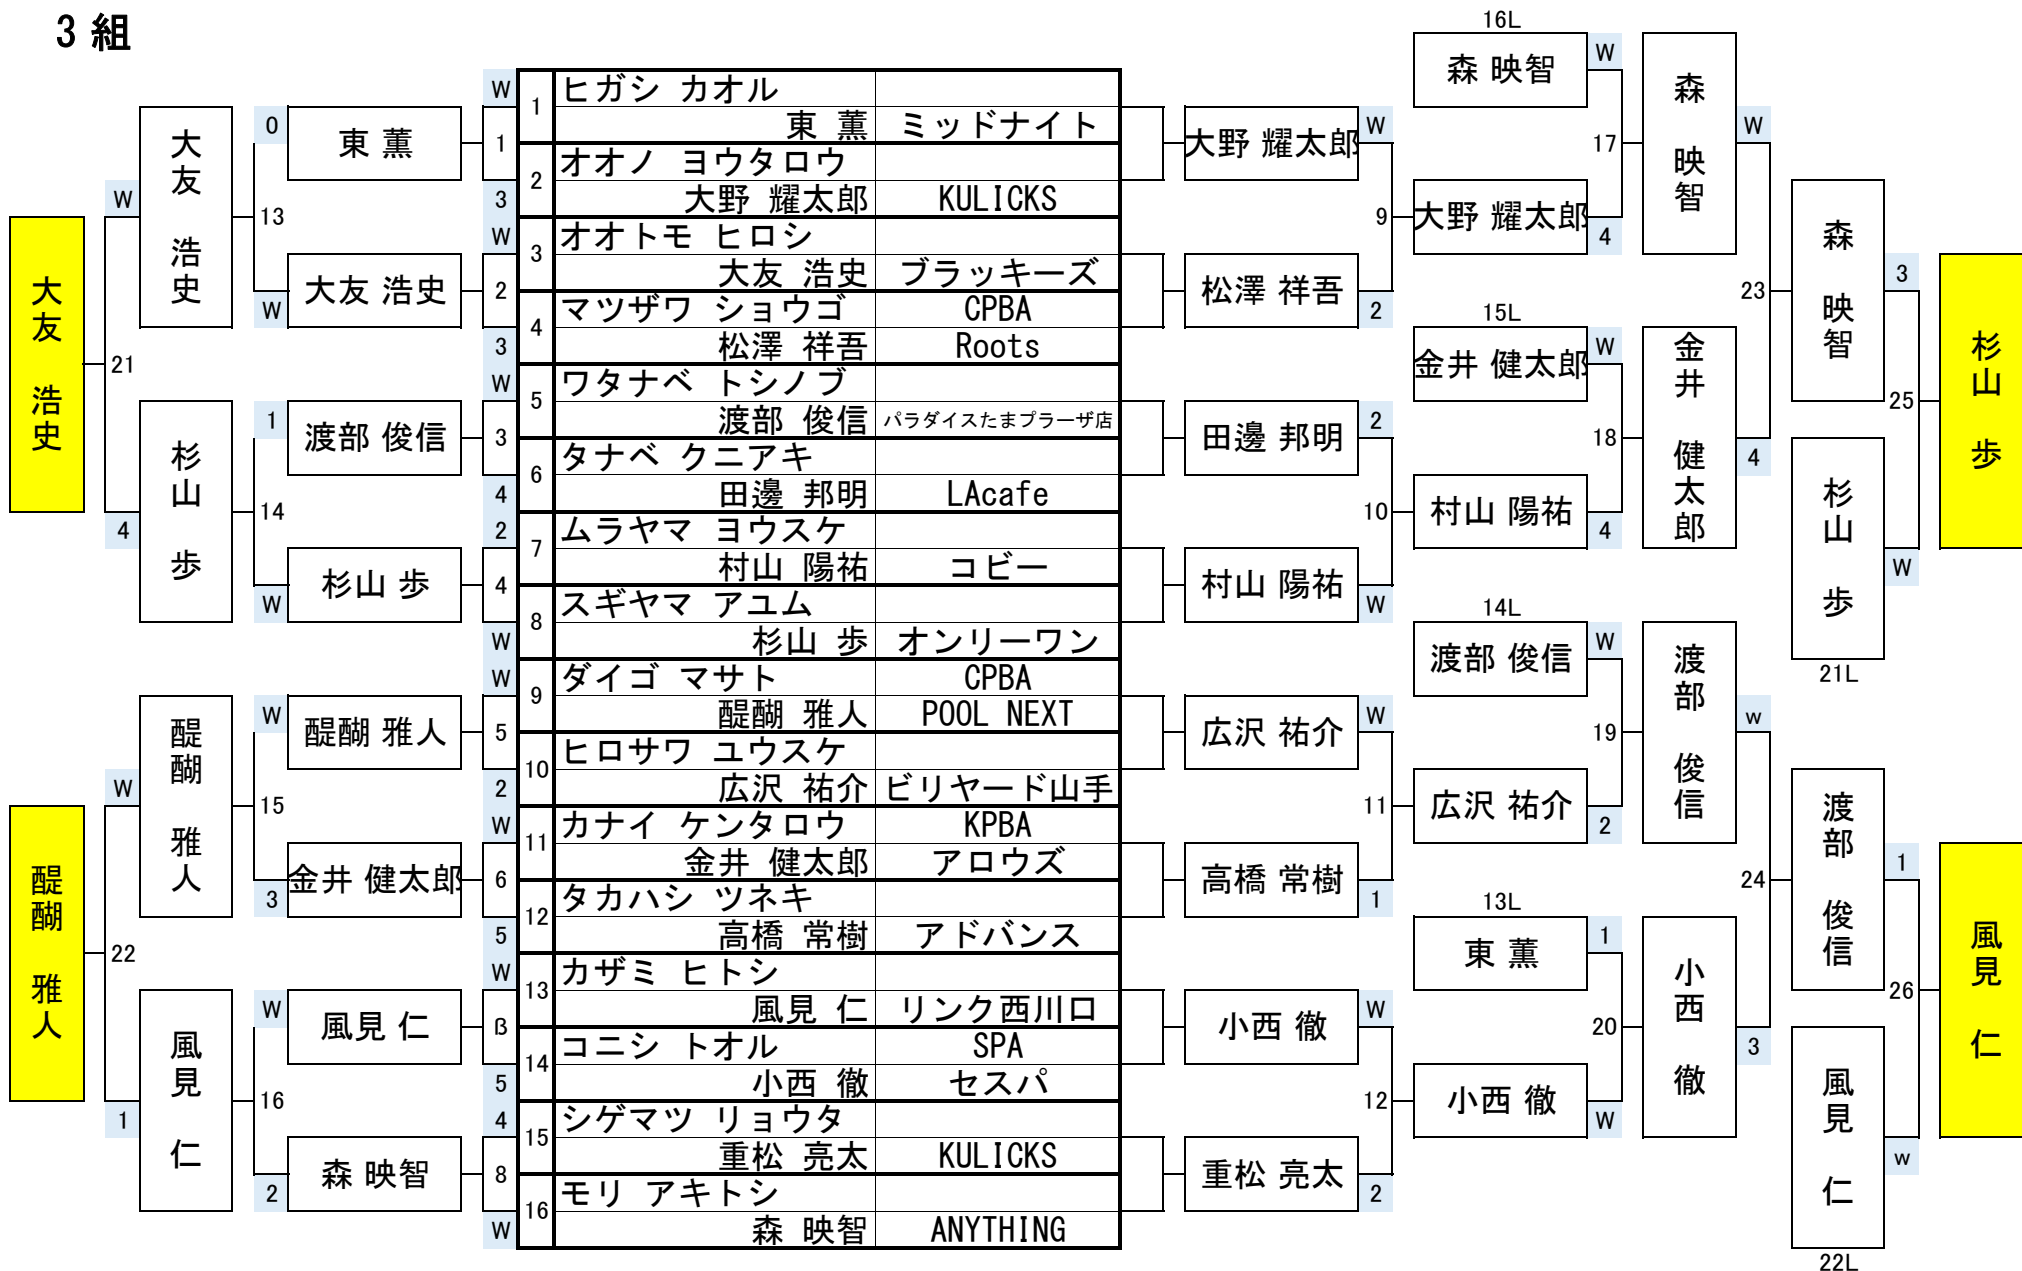 3 組
大友 浩史
21
醍醐 雅人
22
W
大友 浩史
4
杉山 歩
W
醍醐 雅人
1
風見 仁
0
東 薫
13
W
大友 浩史
1
渡部 俊信
14
W
杉山 歩
W
醍醐 雅人
15
3
金井 健太郎
W
風見 仁
16
2
森 映智
W
1
3
W
2
3
W
3
4
2
4
W
W
5
2
W
6
5
W
ß
5
4
8
W
1 ヒガシ カオル
東 薫 ミッドナイト
2 オオノ ヨウタロウ
大野 耀太郎 KULICKS
3 オオトモ ヒロシ
大友 浩史 ブラッキーズ
4 マツザワ ショウゴ CPBA
松澤 祥吾 Roots
5 ワタナベ トシノブ
渡部 俊信 パラダイスたまプラーザ店
6 タナベ クニアキ
田邊 邦明 LAcafe
7 ムラヤマ ヨウスケ
村山 陽祐 コビー
8 スギヤマ アユム
杉山 歩 オンリーワン
9 ダイゴ マサト CPBA
醍醐 雅人 POOL NEXT
10 ヒロサワ ユウスケ
広沢 祐介 ビリヤード山手
11 カナイ ケンタロウ KPBA
金井 健太郎 アロウズ
12 タカハシ ツネキ
高橋 常樹 アドバンス
13 カザミ ヒトシ
風見 仁 リンク西川口
14 コニシ トオル SPA
小西 徹 セスパ
15 シゲマツ リョウタ
重松 亮太 KULICKS
16 モリ アキトシ
森 映智 ANYTHING
大野 耀太郎 W
9
松澤 祥吾 2
田邊 邦明 2
10
村山 陽祐 W
広沢 祐介 W
11
高橋 常樹 1
小西 徹 W
12
重松 亮太 2
16L
森 映智 W
17
大野 耀太郎 4
15L
金井 健太郎 W
18
村山 陽祐 4
14L
渡部 俊信 W
19
広沢 祐介 2
13L
東 薫 1
20
小西 徹 W
森 映智 W
23
金井 健太郎 4
渡部 俊信 w
24
小西 徹 3
森 映智 3
25
杉山 歩 W
21L
渡部 俊信 1
26
風見 仁 w
22L
杉山 歩
風見 仁